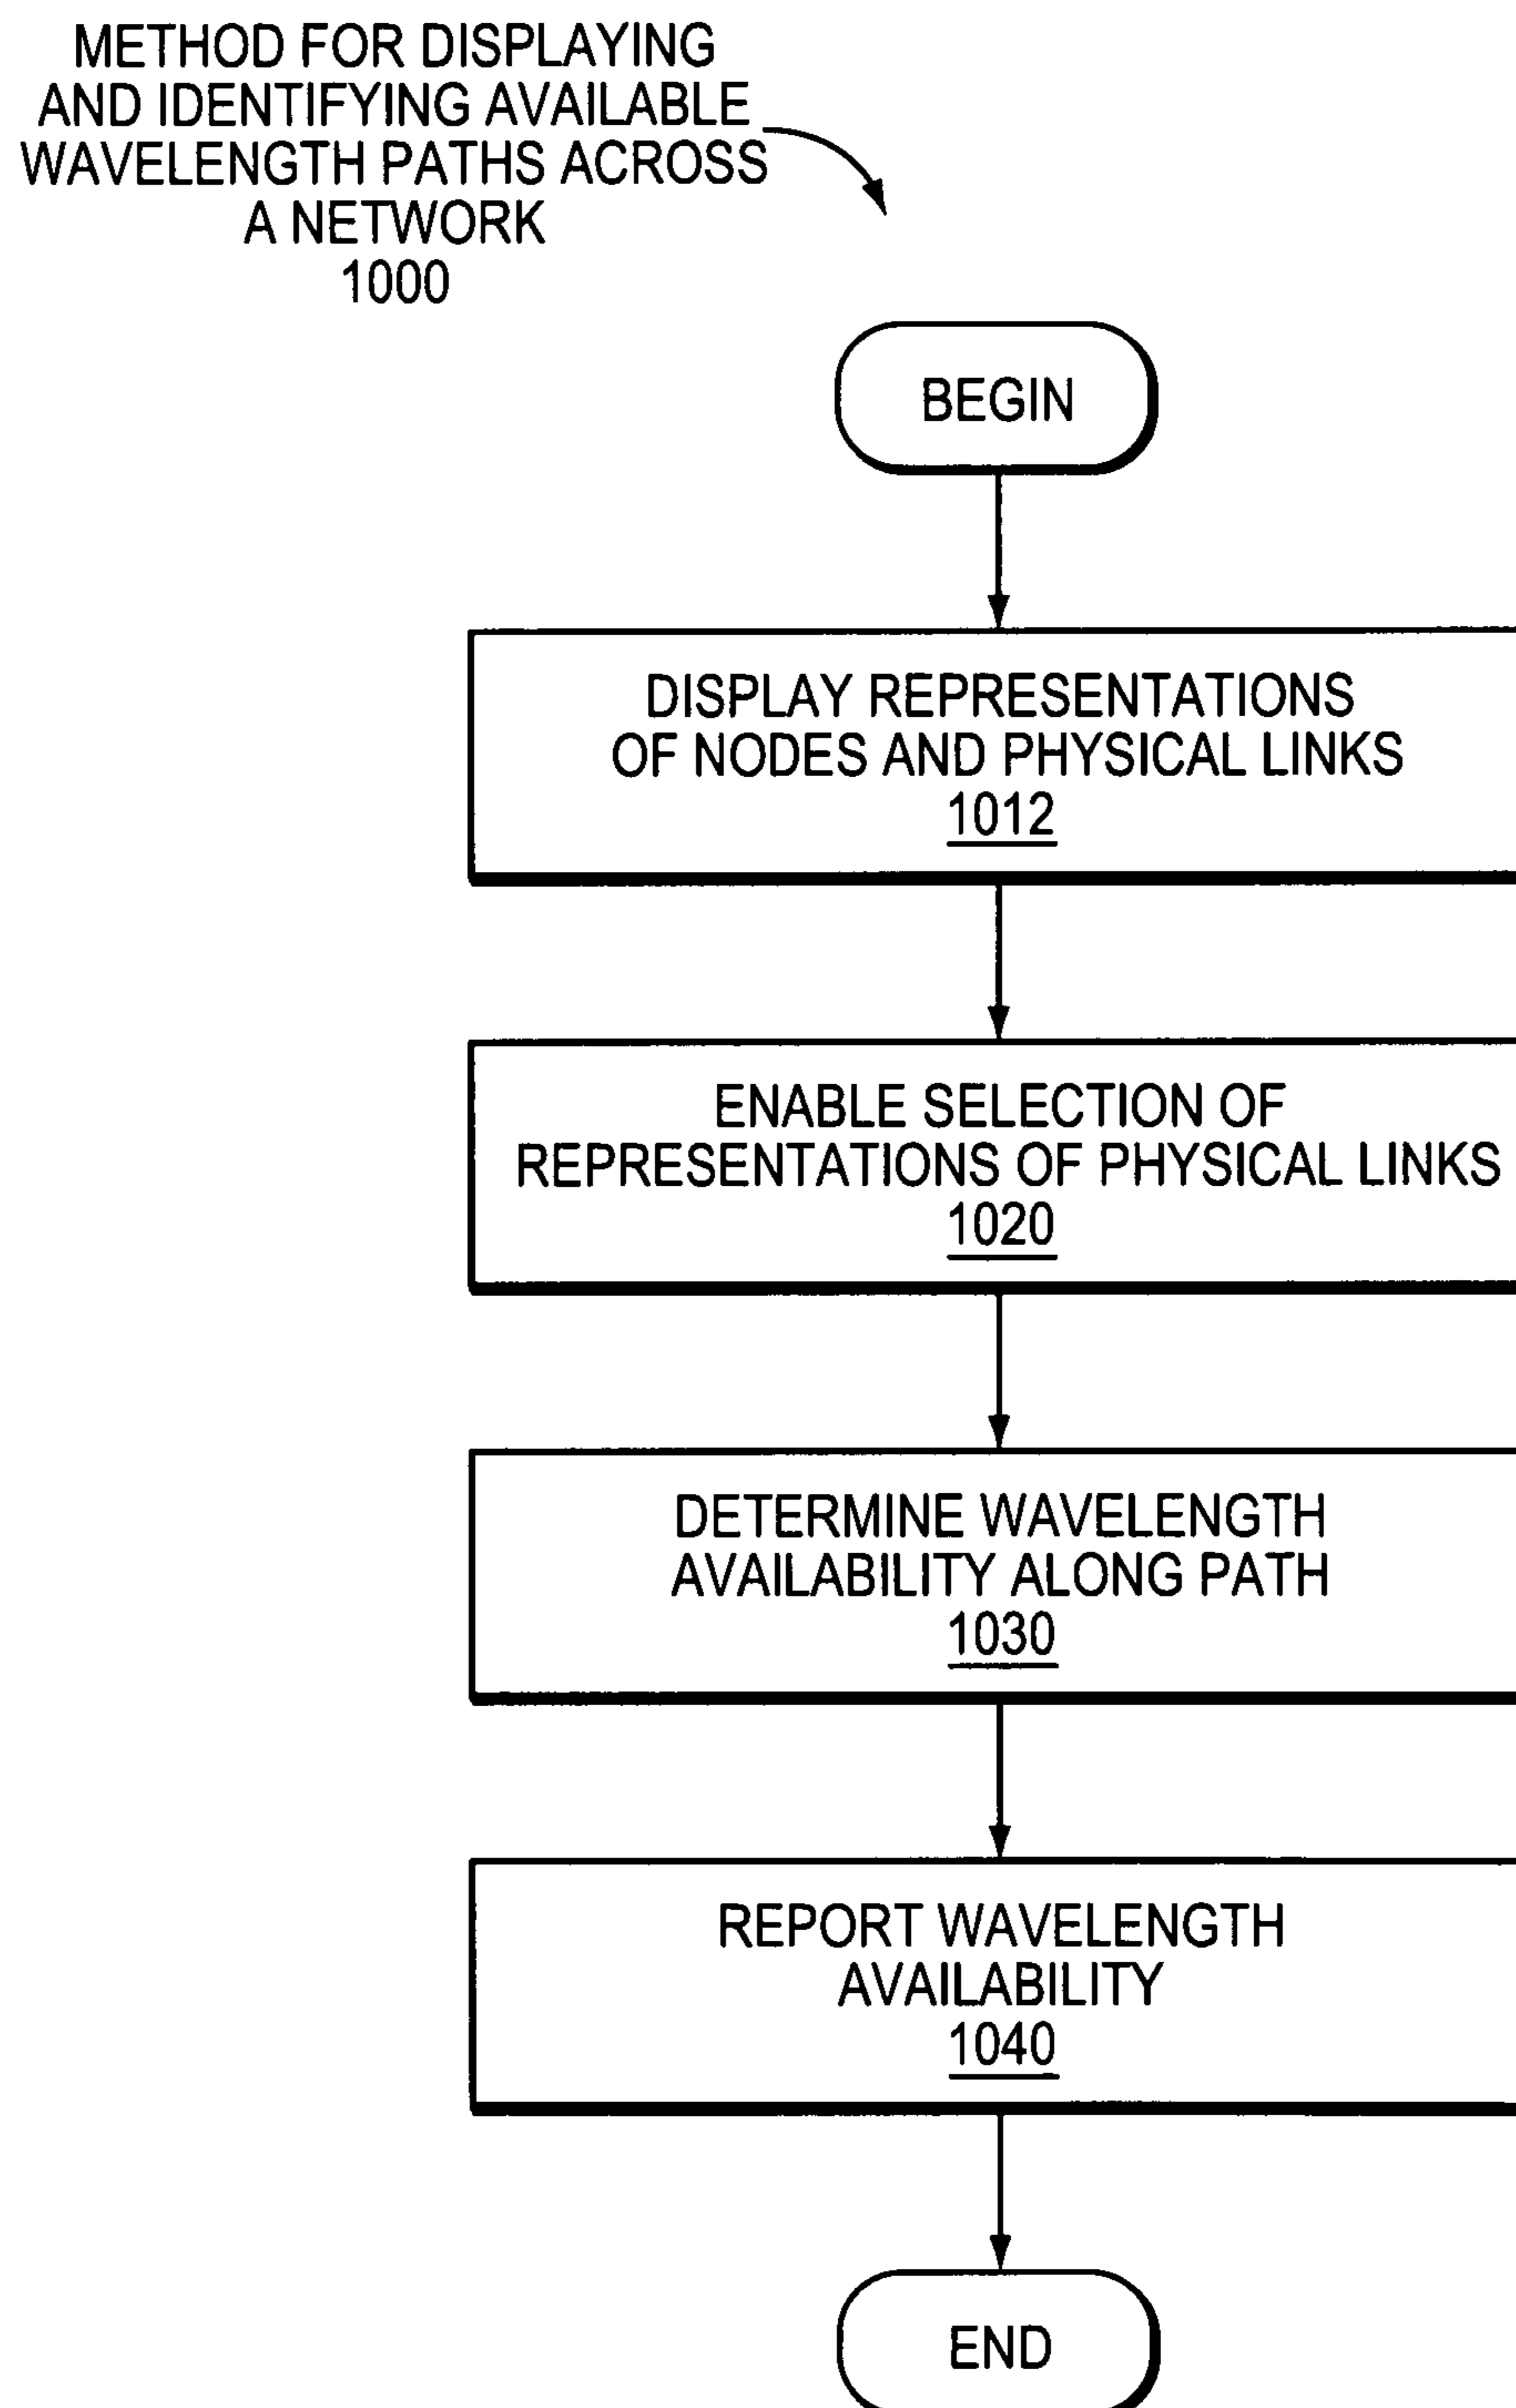 METHOD FOR DISPLAYING
AND IDENTIFYING AVAILABLE
WAVELENGTH PATHS ACROSS
A NETWORK
1000
BEGIN
DISPLAY REPRESENTATIONS
OF NODES AND PHYSICAL LINKS
1012
ENABLE SELECTION OF
REPRESENTATIONS OF PHYSICAL LINKS
1020
DETERMINE WAVELENGTH
AVAILABILITY ALONG PATH
1030
REPORT WAVELENGTH
AVAILABILITY
1040
END